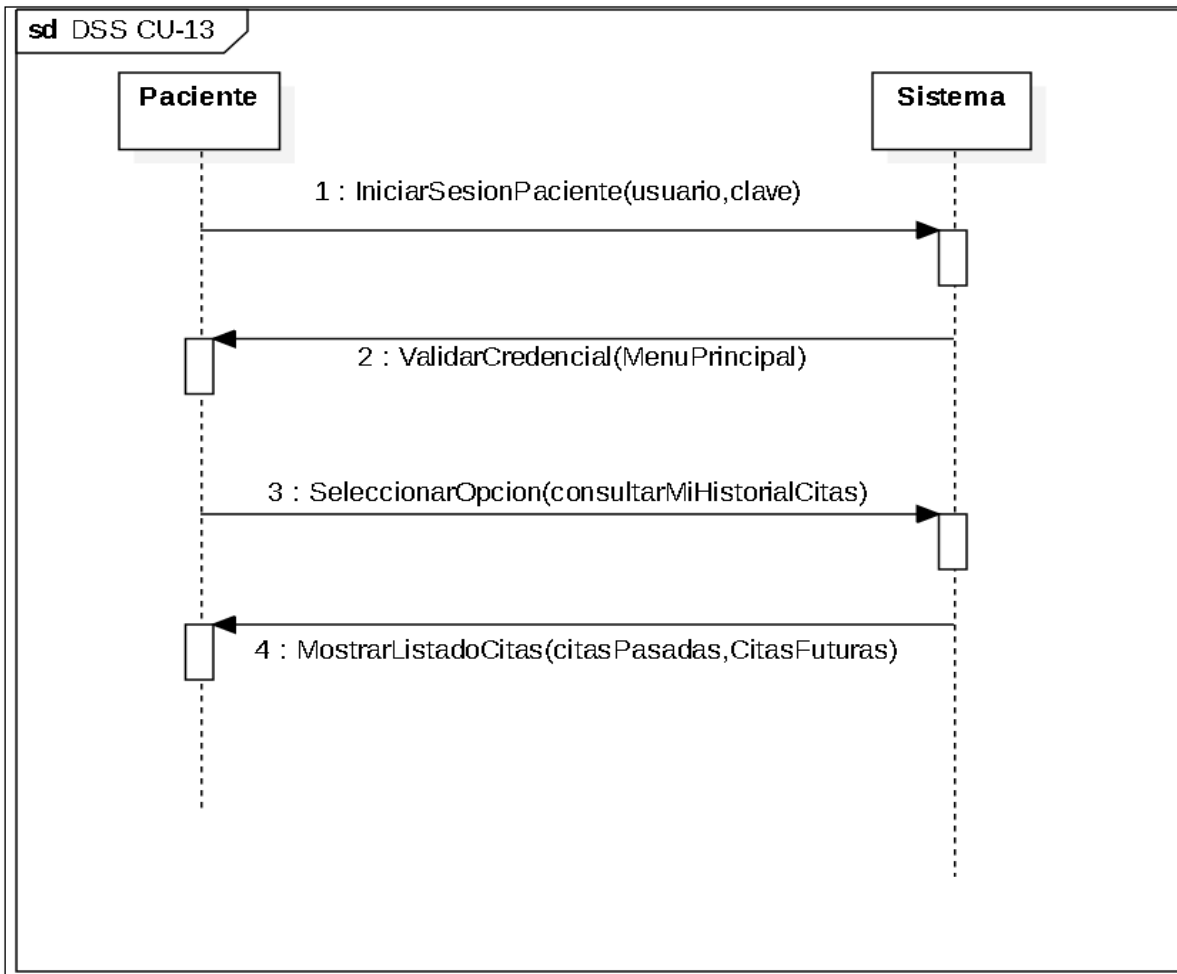 sd DSS CU-13
Paciente
Sistema
1 : IniciarSesionPaciente(usuario,clave)
2 : ValidarCredencial(MenuPrincipal)
3 : SeleccionarOpcion(consultarMiHistorialCitas)
4 : MostrarListadoCitas(citasPasadas,CitasFuturas)